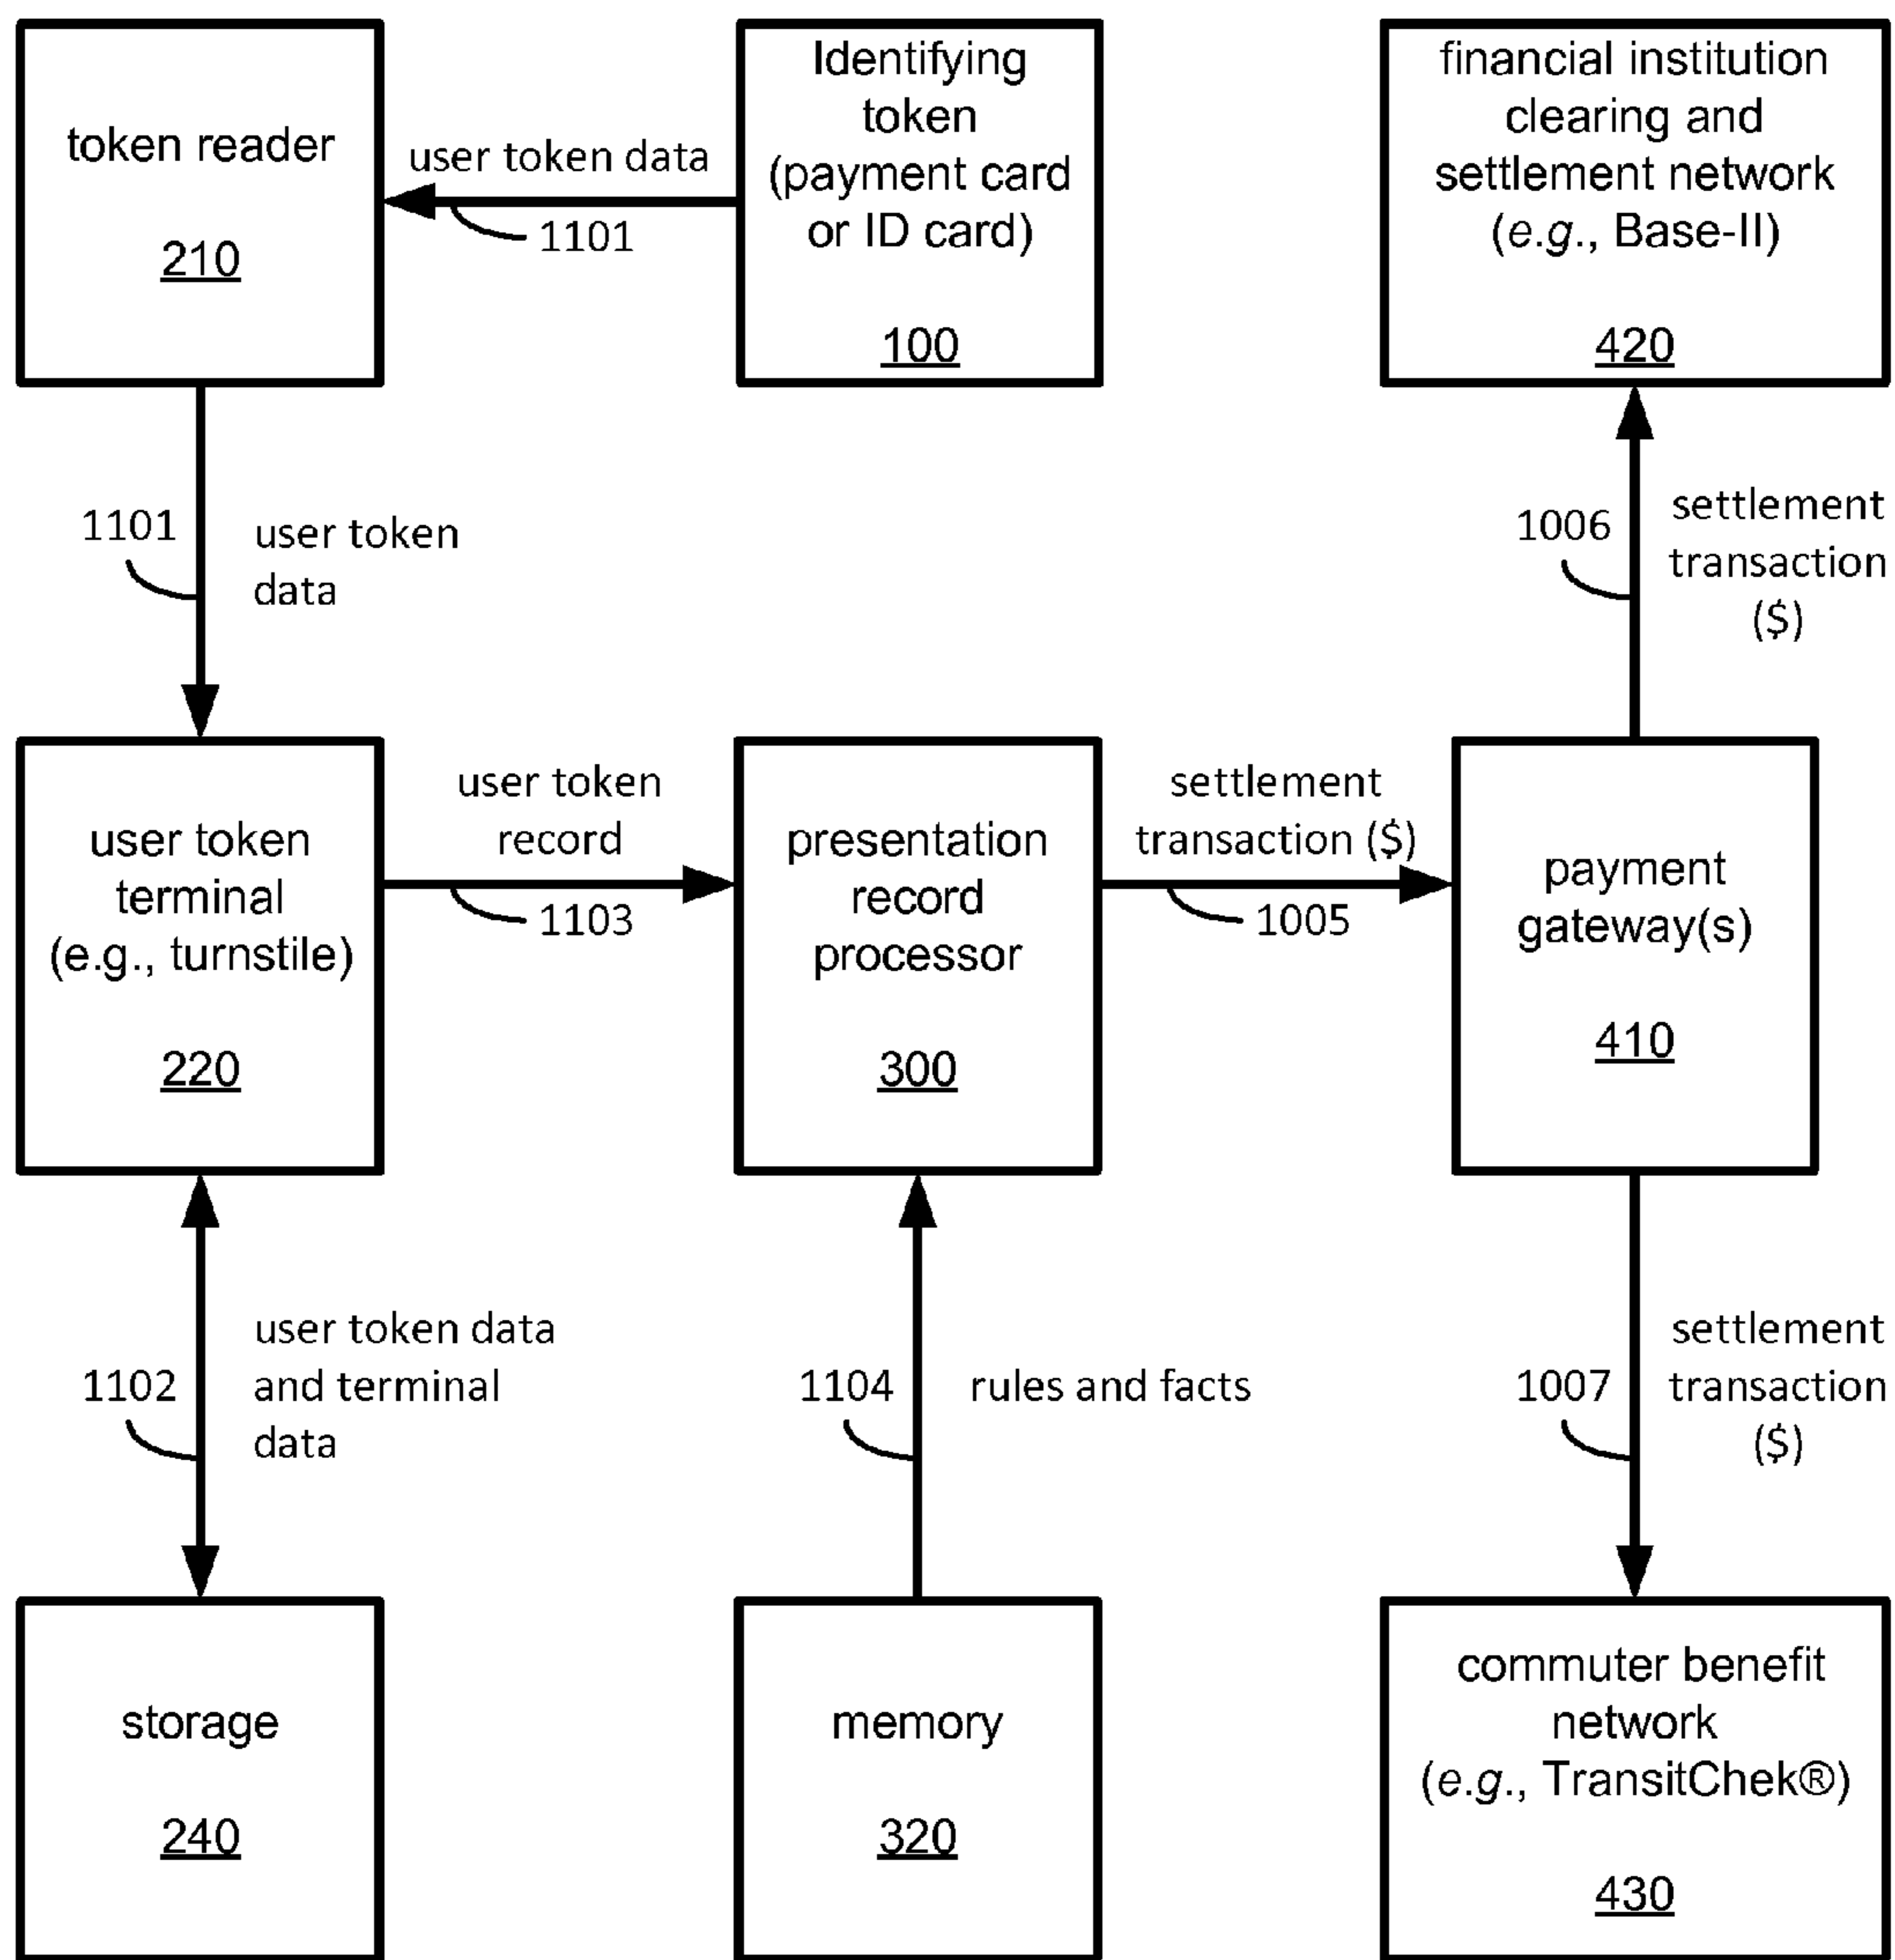 token reader
210
user token data
1101
Identifying
token
(payment card
or ID card)
100
financial institution
clearing and
settlement network
(e.g., Base-II)
420
1101
user token
data
1006
settlement
transaction
($)
user token
terminal
(e.g., turnstile)
220
user token
record
1103
presentation
record
processor
300
settlement
transaction ($)
1005
payment
gateway(s)
410
1102
user token data
and terminal
data
1104
rules and facts
1007
settlement
transaction
($)
storage
240
memory
320
commuter benefit
network
(e.g., TransitChek®)
430